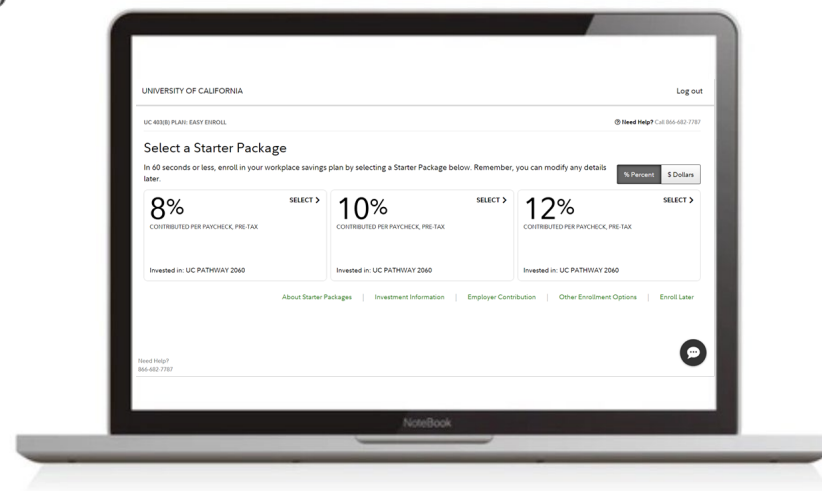 UNIVERSITY OF CALIFORNIA
Log out
UC 403(B) PLAN: EASY ENROLL
Need Help? Call 866-682-7787
Select a Starter Package
In 60 seconds or less, enroll in your workplace savings plan by selecting a Starter Package below. Remember, you can modify any details
later.
% Percent
$ Dollars
8%
SELECT >
CONTRIBUTED PER PAYCHECK, PRE-TAX
Invested in: UC PATHWAY 2060
10%
SELECT >
CONTRIBUTED PER PAYCHECK, PRE-TAX
Invested in: UC PATHWAY 2060
12%
SELECT >
CONTRIBUTED PER PAYCHECK, PRE-TAX
Invested in: UC PATHWAY 2060
About Starter Packages | Investment Information | Employer Contribution | Other Enrollment Options | Enroll Later
Need Help?
866-682-7787
NoteBook